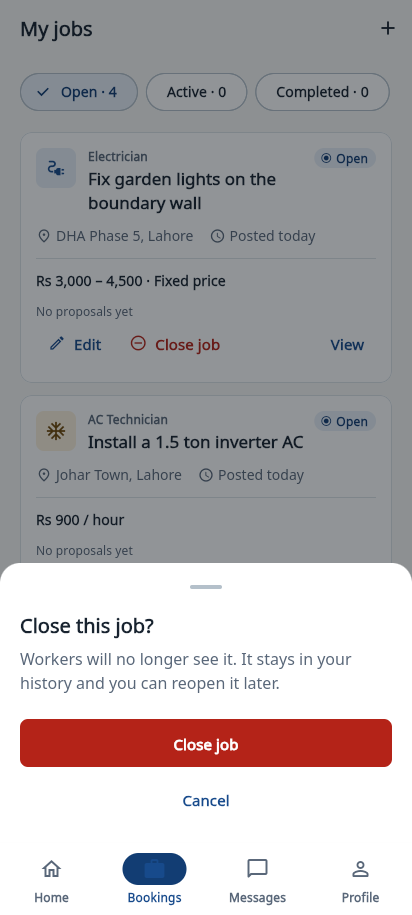 My jobs
Open · 4
Active · 0
Completed · 0
Electrician
Open
Fix garden lights on the
boundary wall
DHA Phase 5, Lahore
Posted today
Rs 3,000 – 4,500 · Fixed price
No proposals yet
Edit
Close job
View
AC Technician
Open
Install a 1.5 ton inverter AC
Johar Town, Lahore
Posted today
Rs 900 / hour
No proposals yet
Close this job?
Workers will no longer see it. It stays in your
history and you can reopen it later.
Close job
Cancel
Home
Bookings
Messages
Profile